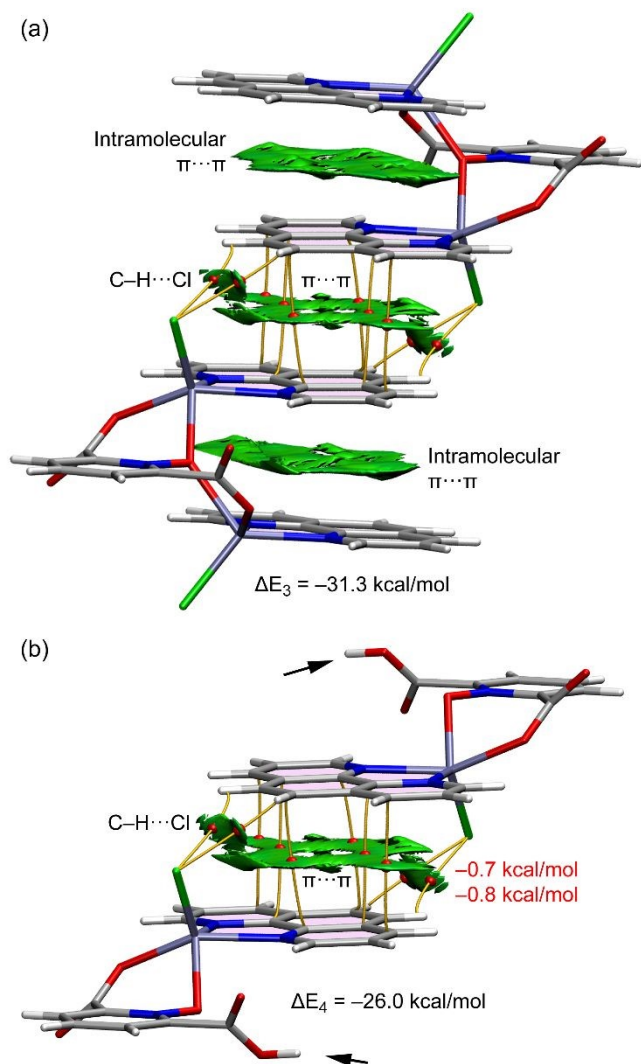 (a)
Intramolecular
π···π
C–H···Cl
π···π
Intramolecular
π···π
ΔE₃ = –31.3 kcal/mol
(b)
C–H···Cl
π···π
–0.7 kcal/mol
–0.8 kcal/mol
ΔE₄ = –26.0 kcal/mol